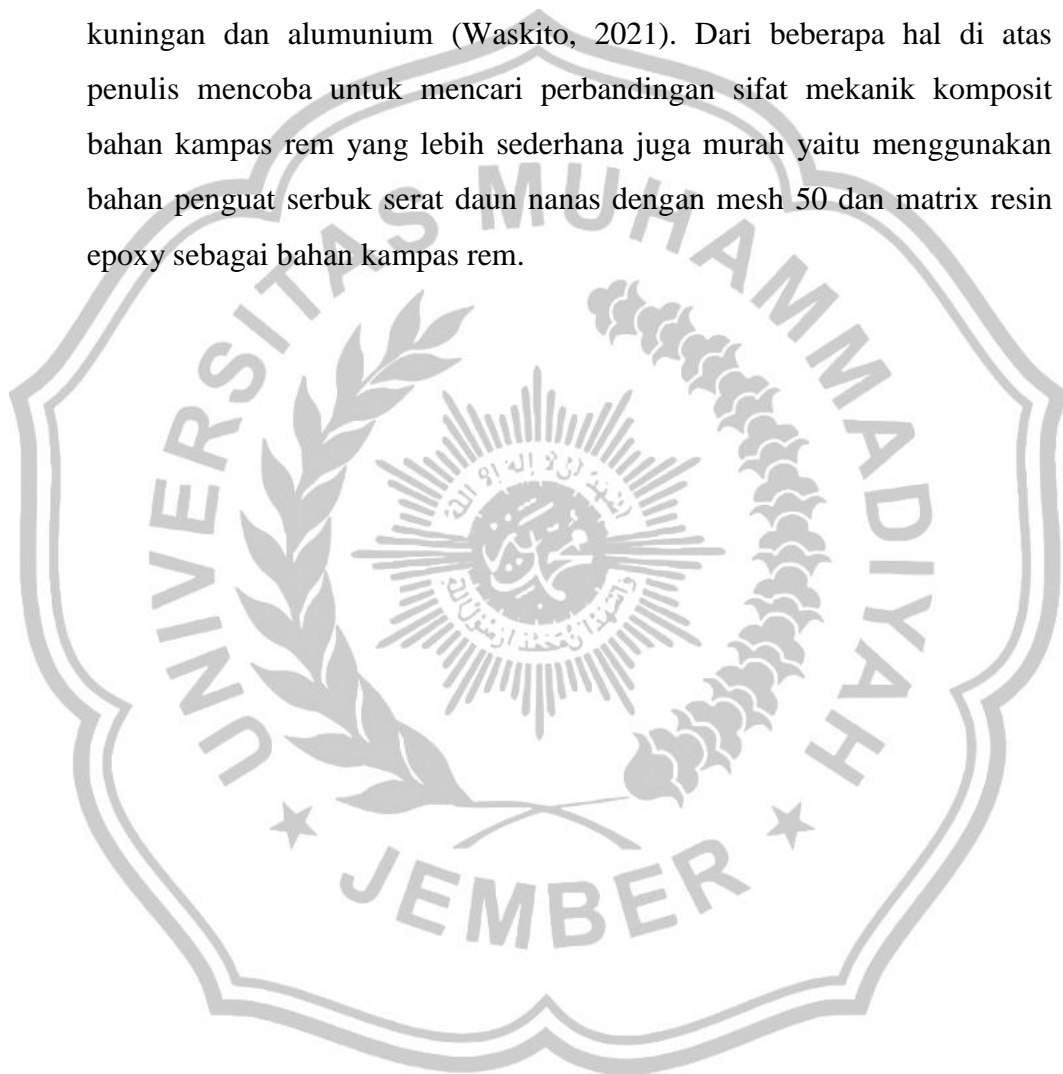 kuningan dan alumunium (Waskito, 2021). Dari beberapa hal di atas
penulis mencoba untuk mencari perbandingan sifat mekanik komposit
bahan kampas rem yang lebih sederhana juga murah yaitu menggunakan
bahan penguat serbuk serat daun nanas dengan mesh 50 dan matrix resin
epoxy sebagai bahan kampas rem.
UNIVERSITAS MUHAMMADIYAH
JEMBER